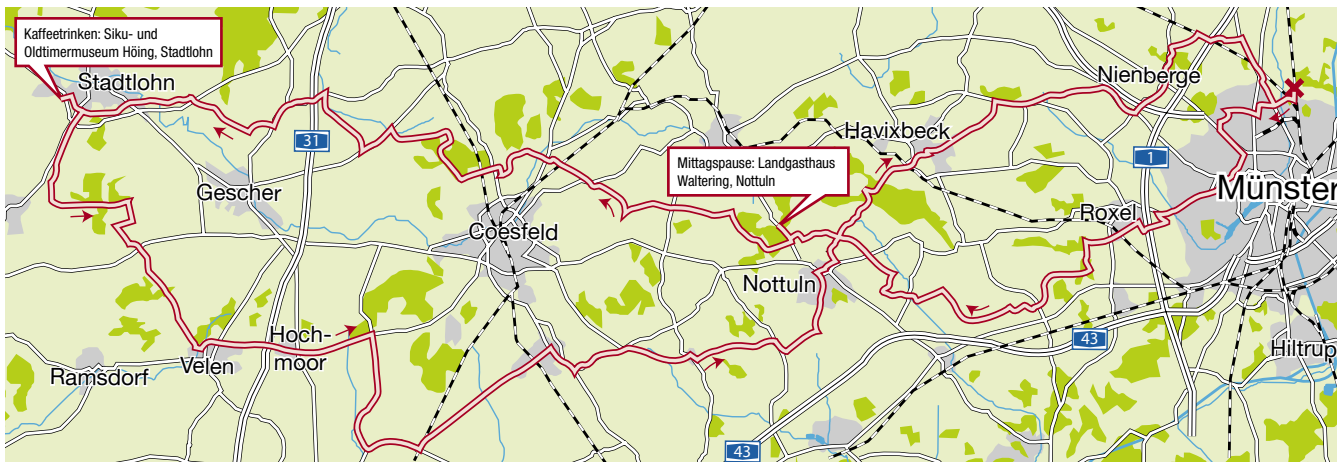 Kaffeetrinken: Siku- und
Oldtimermuseum Höing, Stadtlohn
Stadtlohn
Nienberge
31
Havixbeck
Mittagspause: Landgasthaus
Waltering, Nottuln
1
Gescher
Münster
Roxel
Coesfeld
Nottuln
Hoch-
moor
43
Velen
Ramsdorf
Hiltrup
43